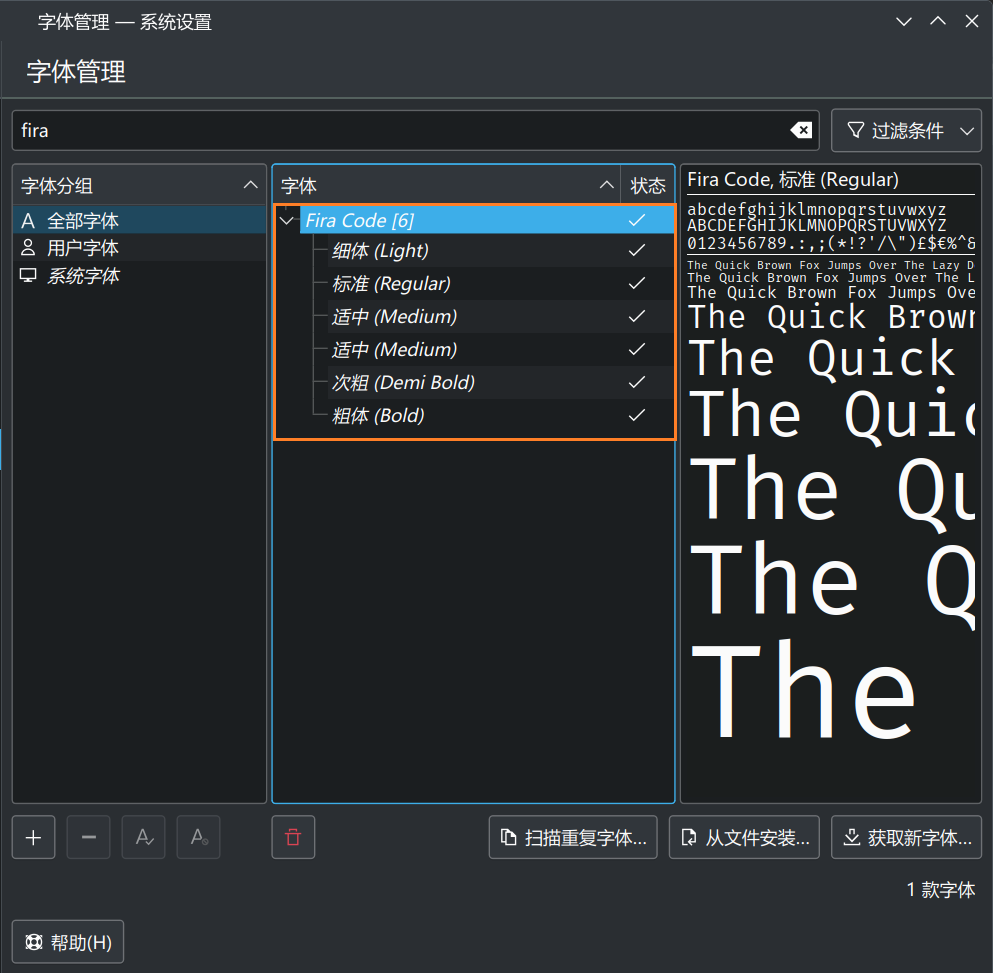 字体管理 — 系统设置
字体管理
fira
过滤条件
字体分组
全部字体
用户字体
系统字体
字体 状态
Fira Code [6]
细体 (Light)
标准 (Regular)
适中 (Medium)
适中 (Medium)
次粗 (Demi Bold)
粗体 (Bold)
Fira Code, 标准 (Regular)
abcdefghijklmnopqrstuvwxyz
ABCDEFGHIJKLMNOPQRSTUVWXYZ
0123456789.:,;(*!?'/\")£$€%^&
The Quick Brown Fox Jumps Over The Lazy D
The Quick Brown Fox Jumps Over The L
The Quick Brown Fox Jumps Ove
The Quick Brown
The Quick
The Quic
The Qu
The Q
The
扫描重复字体...
从文件安装...
获取新字体...
1 款字体
帮助(H)